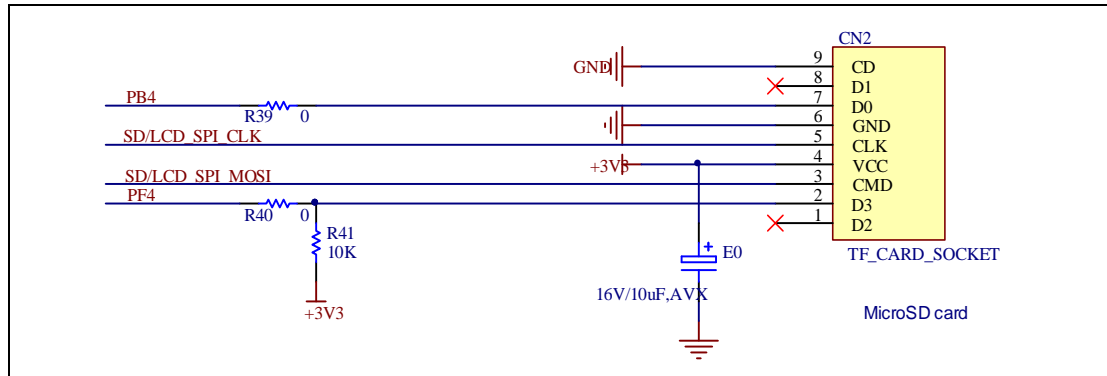 CN2
GND
9
CD
8
D1
PB4
7
D0
R39
0
6
GND
SD/LCD_SPI_CLK
5
CLK
+3V3
4
VCC
SD/LCD_SPI_MOSI
3
CMD
PF4
2
D3
R40
0
1
D2
R41
10K
+
E0
TF_CARD_SOCKET
16V/10uF,AVX
+3V3
MicroSD card